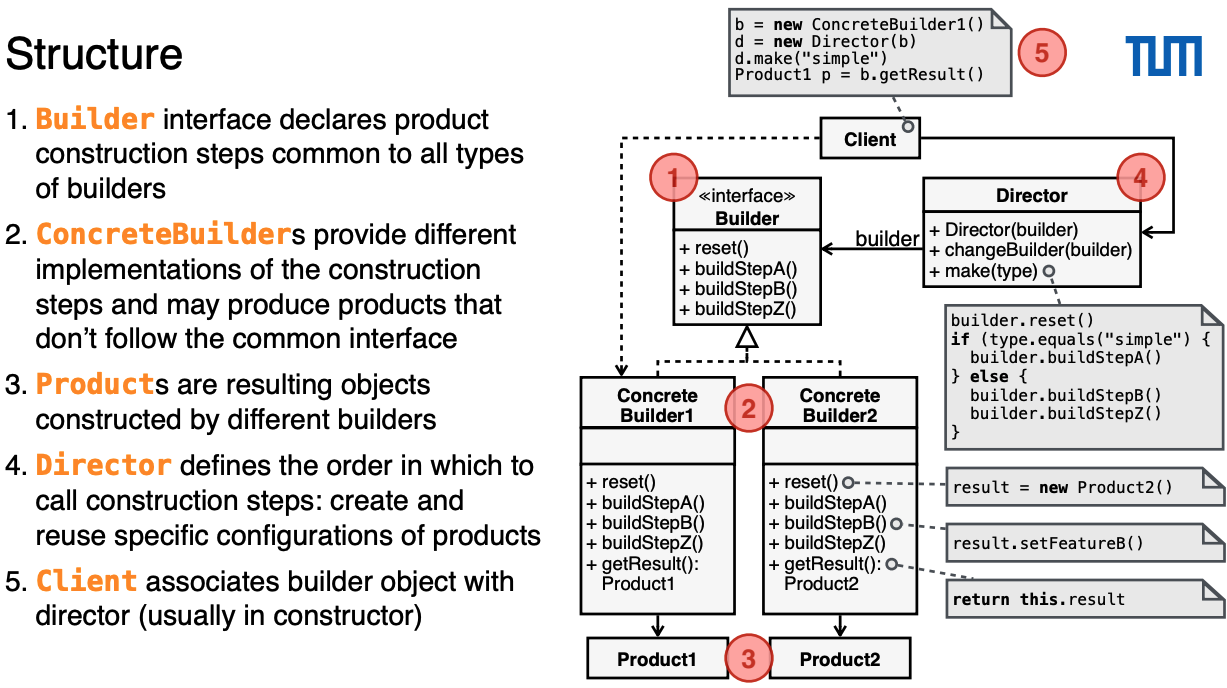 Structure
1. Builder interface declares product
construction steps common to all types
of builders
2. ConcreteBuilders provide different
implementations of the construction
steps and may produce products that
don’t follow the common interface
3. Products are resulting objects
constructed by different builders
4. Director defines the order in which to
call construction steps: create and
reuse specific configurations of products
5. Client associates builder object with
director (usually in constructor)
b = new ConcreteBuilder1()
d = new Director(b)
d.make("simple")
Product1 p = b.getResult()
5
TUM
Client
1
«interface»
Builder
+ reset()
+ buildStepA()
+ buildStepB()
+ buildStepZ()
builder
4
Director
+ Director(builder)
+ changeBuilder(builder)
+ make(type)
builder.reset()
if (type.equals("simple") {
  builder.buildStepA()
} else {
  builder.buildStepB()
  builder.buildStepZ()
}
Concrete
Builder1
+ reset()
+ buildStepA()
+ buildStepB()
+ buildStepZ()
+ getResult():
Product1
2
Concrete
Builder2
+ reset()
+ buildStepA()
+ buildStepB()
+ buildStepZ()
+ getResult():
Product2
result = new Product2()
result.setFeatureB()
return this.result
Product1
3
Product2